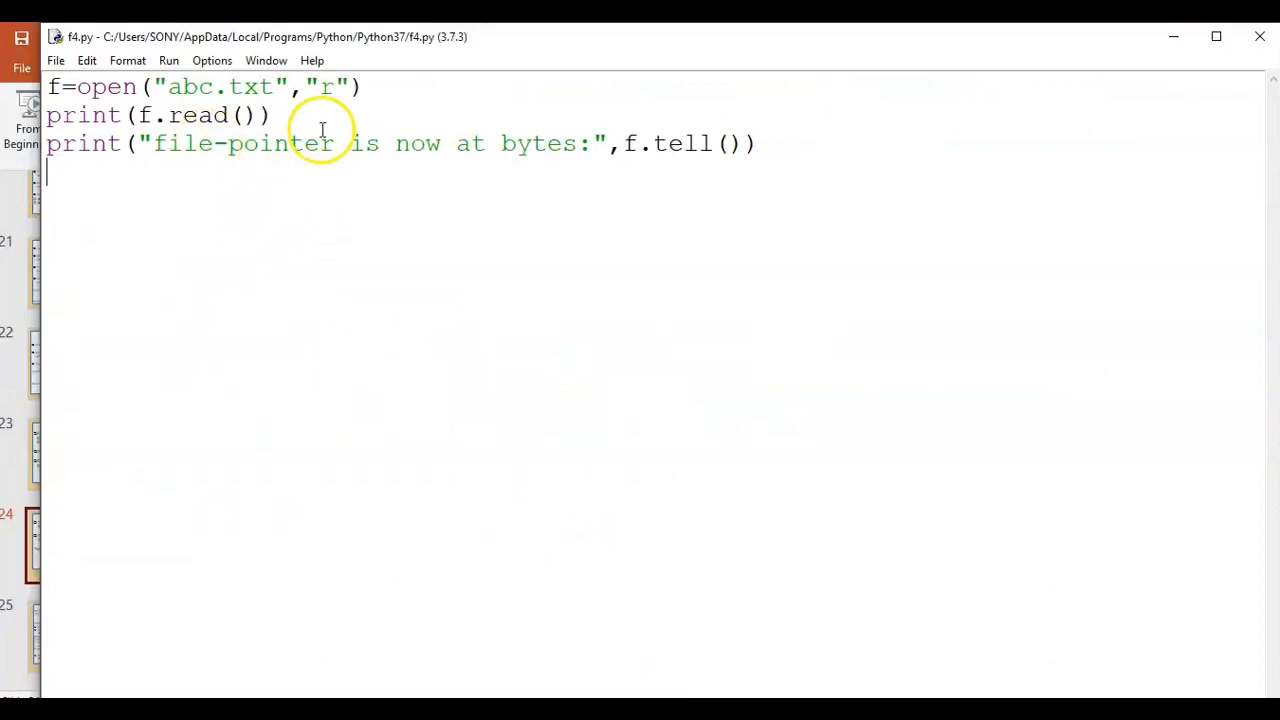 f4.py - C:/Users/SONY/AppData/Local/Programs/Python/Python37/f4.py (3.7.3)
File Edit Format Run Options Window Help
File
From
Beginn
f=open("abc.txt","r")
print(f.read())
print("file-pointer is now at bytes:",f.tell())
21
22
23
24
25